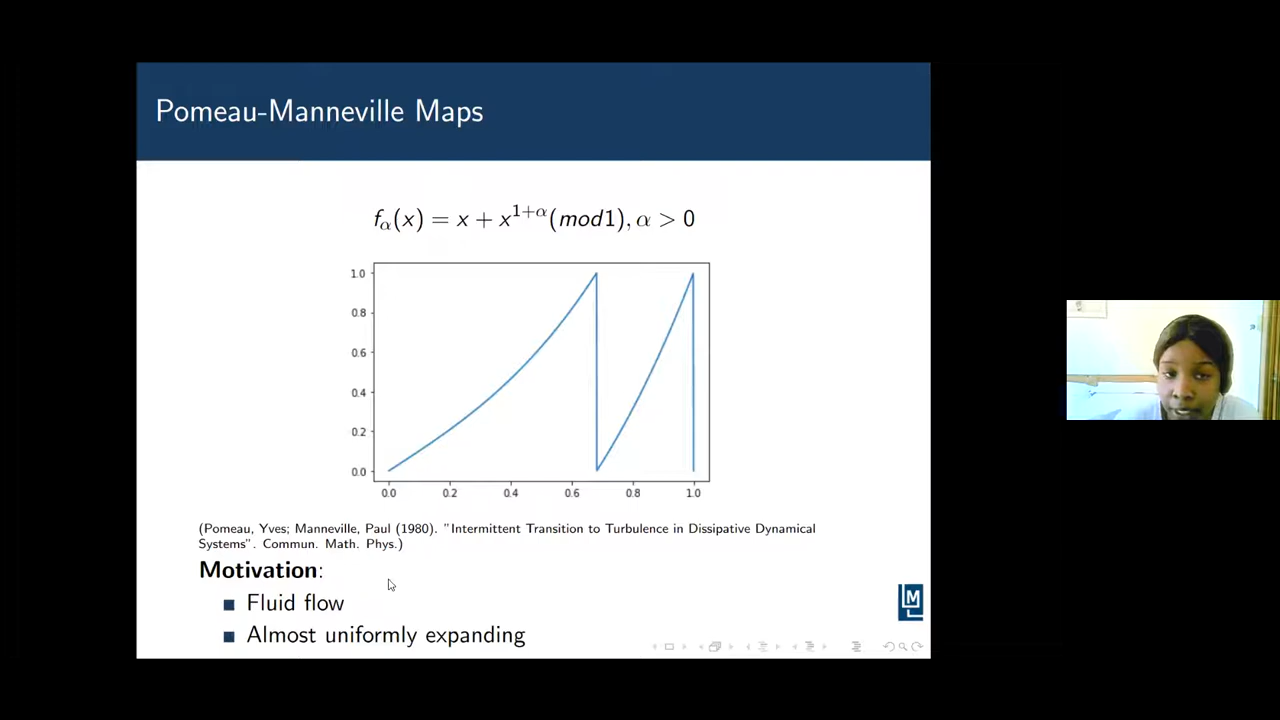 Pomeau-Manneville Maps
fα(x) = x + x^{1+α}(mod1), α > 0
1.0
0.8
0.6
0.4
0.2
0.0
0.0 0.2 0.4 0.6 0.8 1.0
(Pomeau, Yves; Manneville, Paul (1980). "Intermittent Transition to Turbulence in Dissipative Dynamical
Systems". Commun. Math. Phys.)
Motivation:
Fluid flow
Almost uniformly expanding
LML